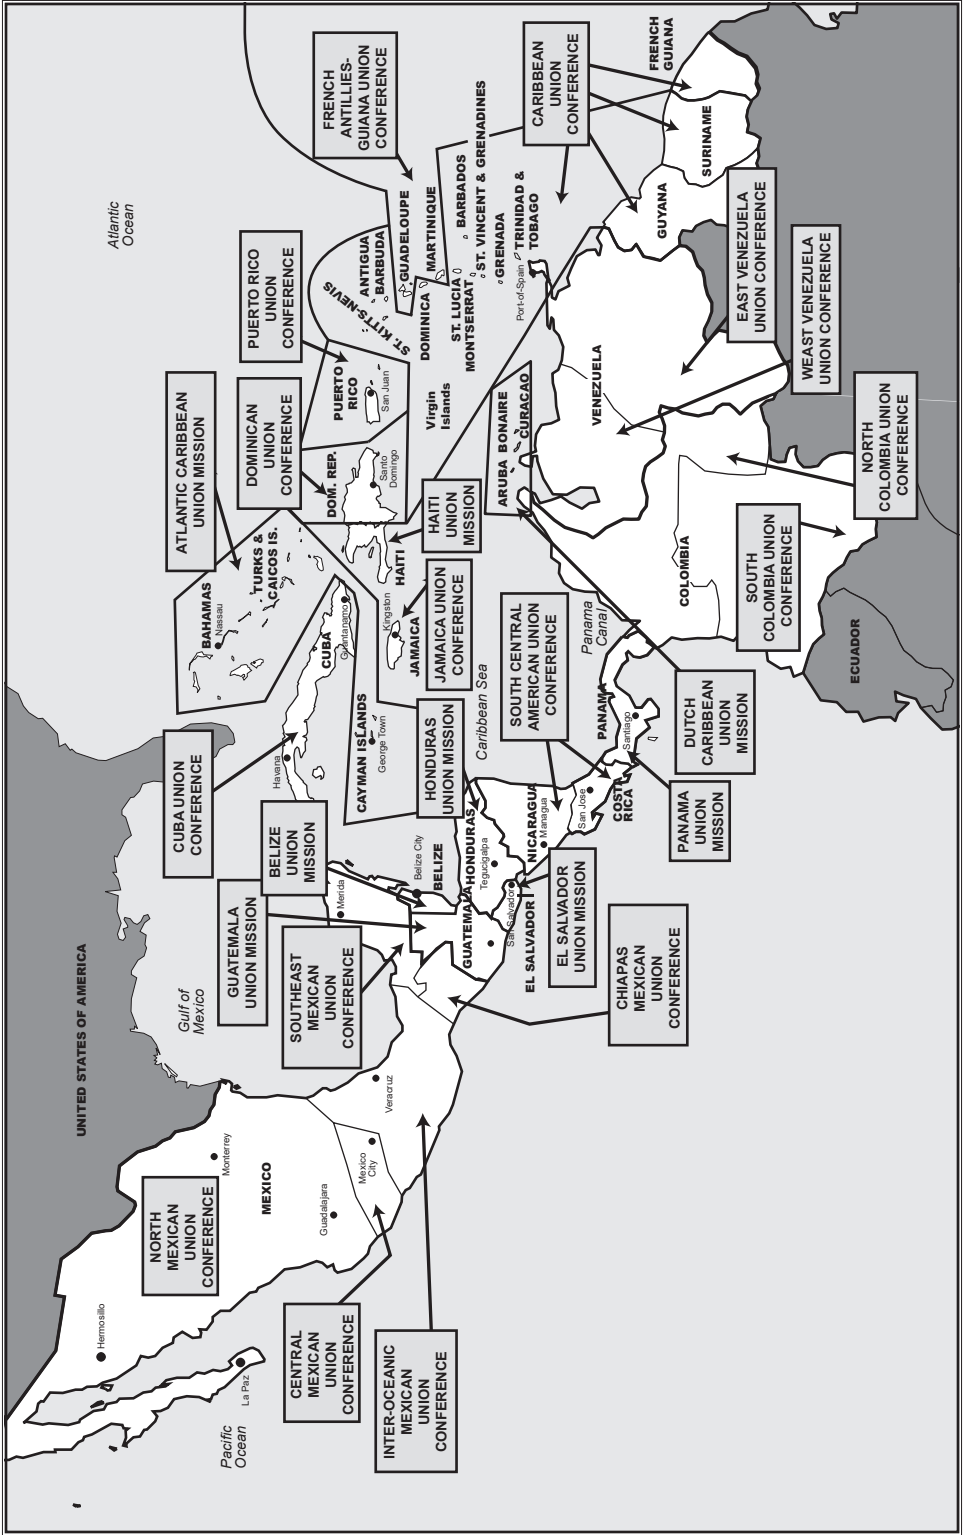 UNITED STATES OF AMERICA
Atlantic
Ocean
Gulf of
Mexico
Pacific
Ocean
Caribbean Sea
Panama
Canal
NORTH
MEXICAN
UNION
CONFERENCE
CENTRAL
MEXICAN
UNION
CONFERENCE
INTER-OCEANIC
MEXICAN
UNION
CONFERENCE
CHIAPAS
MEXICAN
UNION
CONFERENCE
SOUTHEAST
MEXICAN
UNION
CONFERENCE
GUATEMALA
UNION MISSION
BELIZE
UNION
MISSION
CUBA UNION
CONFERENCE
EL SALVADOR
UNION MISSION
HONDURAS
UNION MISSION
SOUTH CENTRAL
AMERICAN UNION
CONFERENCE
PANAMA
UNION
MISSION
DUTCH
CARIBBEAN
UNION
MISSION
JAMAICA UNION
CONFERENCE
HAITI
UNION
MISSION
ATLANTIC CARIBBEAN
UNION MISSION
DOMINICAN
UNION
CONFERENCE
PUERTO RICO
UNION
CONFERENCE
FRENCH
ANTILLIES-
GUIANA UNION
CONFERENCE
CARIBBEAN
UNION
CONFERENCE
EAST VENEZUELA
UNION CONFERENCE
WEAST VENEZUELA
UNION CONFERENCE
NORTH
COLOMBIA UNION
CONFERENCE
SOUTH
COLOMBIA UNION
CONFERENCE
MEXICO
Hermosillo
La Paz
Monterrey
Guadalajara
Mexico
City
Veracruz
Merida
BELIZE
Belize City
GUATEMALA
HONDURAS
Tegucigalpa
EL SALVADOR
San Salvador
NICARAGUA
Managua
COSTA
RICA
San Jose
PANAMA
Santiago
CUBA
Havana
Guantanamo
CAYMAN ISLANDS
George Town
JAMAICA
Kingston
BAHAMAS
Nassau
TURKS &
CAICOS IS.
HAITI
DOM. REP.
Santo
Domingo
PUERTO
RICO
San Juan
Virgin
Islands
ST. KITTS-NEVIS
ANTIGUA
BARBUDA
GUADELOUPE
DOMINICA
MARTINIQUE
ST. LUCIA
MONTSERRAT
BARBADOS
ST. VINCENT & GRENADINES
GRENADA
TRINIDAD &
TOBAGO
Port-of-Spain
ARUBA BONAIRE
CURACAO
VENEZUELA
COLOMBIA
ECUADOR
GUYANA
SURINAME
FRENCH
GUIANA